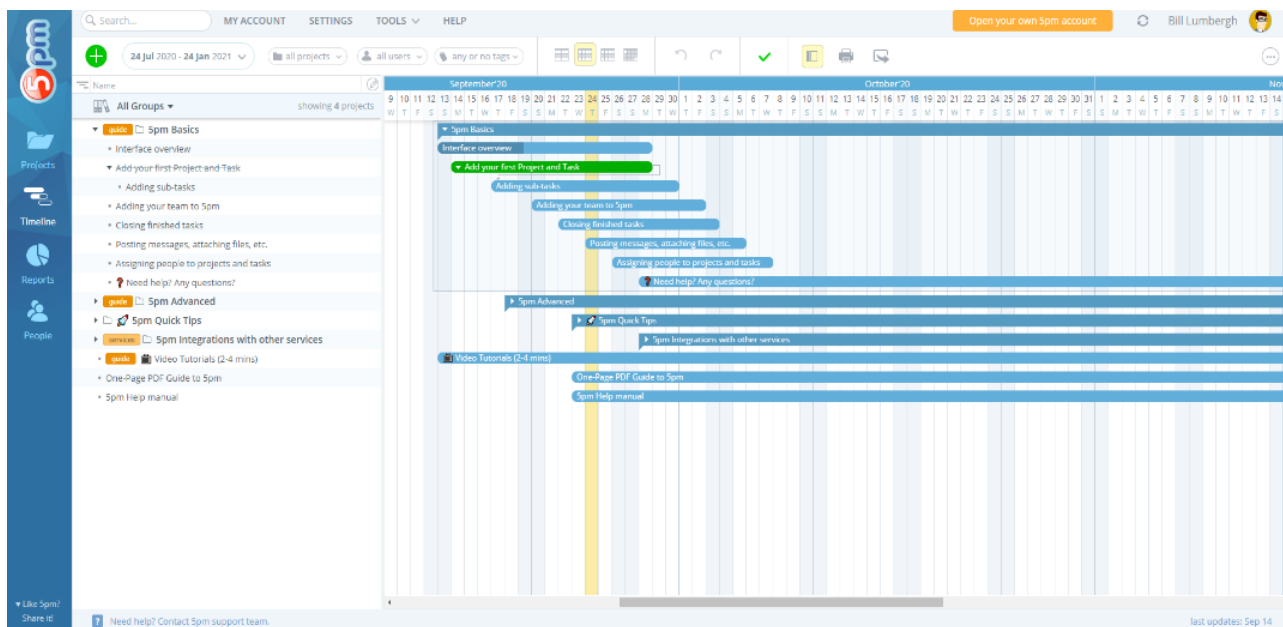 5pm
Search...
MY ACCOUNT
SETTINGS
TOOLS
HELP
Open your own 5pm account
Bill Lumbergh
24 Jul 2020 - 24 Jan 2021
all projects
all users
any or no tags
Name
September'20
October'20
Nov
All Groups
showing 4 projects
9 10 11 12 13 14 15 16 17 18 19 20 21 22 23 24 25 26 27 28 29 30 1 2 3 4 5 6 7 8 9 10 11 12 13 14 15 16 17 18 19 20 21 22 23 24 25 26 27 28 29 30 31 1 2 3 4 5 6 7 8 9 10 11 12 13 14
W T F S S M T W T F S S M T W T F S S M T W T F S S M T W T F S S M T W T F S S M T W T F S S M T W T F S S M T W T F S S M T W T F S
guide 5pm Basics
5pm Basics
Interface overview
Interface overview
Add your first Project and Task
Add your first Project and Task
Adding sub-tasks
Adding sub-tasks
Adding your team to 5pm
Adding your team to 5pm
Closing finished tasks
Closing finished tasks
Posting messages, attaching files, etc.
Posting messages, attaching files, etc.
Assigning people to projects and tasks
Assigning people to projects and tasks
Need help? Any questions?
Need help? Any questions?
guide 5pm Advanced
5pm Advanced
5pm Quick Tips
5pm Quick Tips
services 5pm Integrations with other services
5pm Integrations with other services
guide Video Tutorials (2-4 mins)
Video Tutorials (2-4 mins)
One-Page PDF Guide to 5pm
One-Page PDF Guide to 5pm
5pm Help manual
5pm Help manual
Projects
Timeline
Reports
People
Like 5pm?
Share it!
? Need help? Contact 5pm support team.
last updates: Sep 14